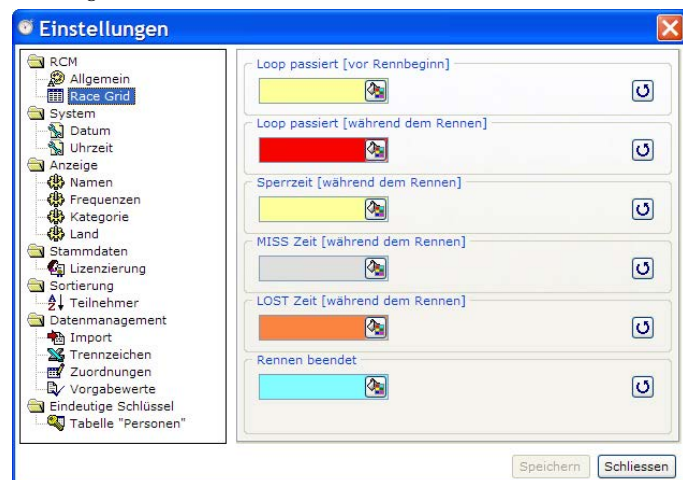 Einstellungen
RCM
Allgemein
Race Grid
System
Datum
Uhrzeit
Anzeige
Namen
Frequenzen
Kategorie
Land
Stammdaten
Lizenzierung
Sortierung
Teilnehmer
Datenmanagement
Import
Trennzeichen
Zuordnungen
Vorgabewerte
Eindeutige Schlüssel
Tabelle "Personen"
Loop passiert [vor Rennbeginn]
Loop passiert [während dem Rennen]
Sperrzeit [während dem Rennen]
MISS Zeit [während dem Rennen]
LOST Zeit [während dem Rennen]
Rennen beendet
Speichern
Schliessen